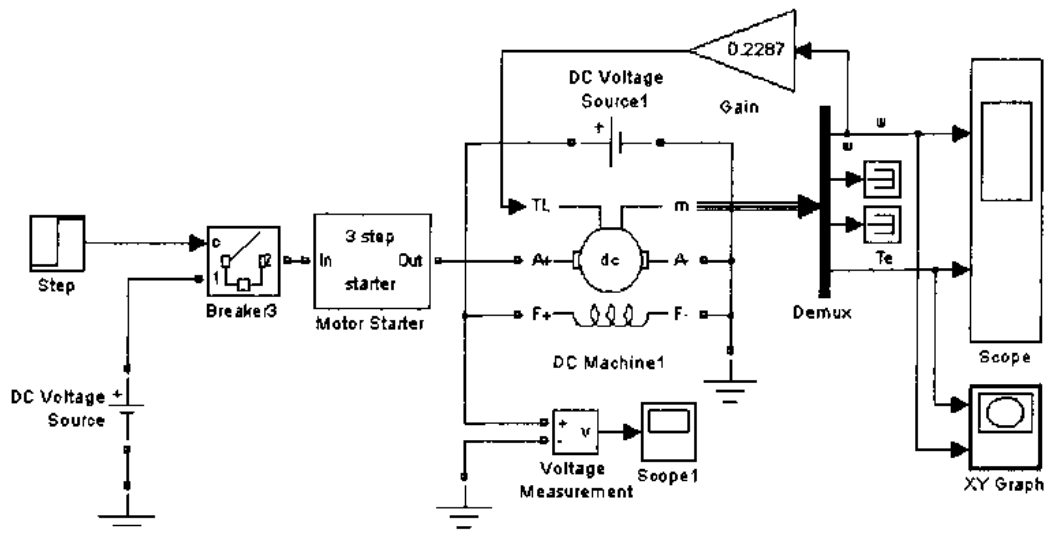 0.2287
Gain
DC Voltage
Source1
+
w
w
TL
m
Te
Demux
Scope
Step
c
1
2
Breaker3
In
3 step
starter
Out
Motor Starter
A+
dc
A-
F+
F-
DC Machine1
DC Voltage
Source
+
+
-
v
Voltage
Measurement
Scope1
XY Graph